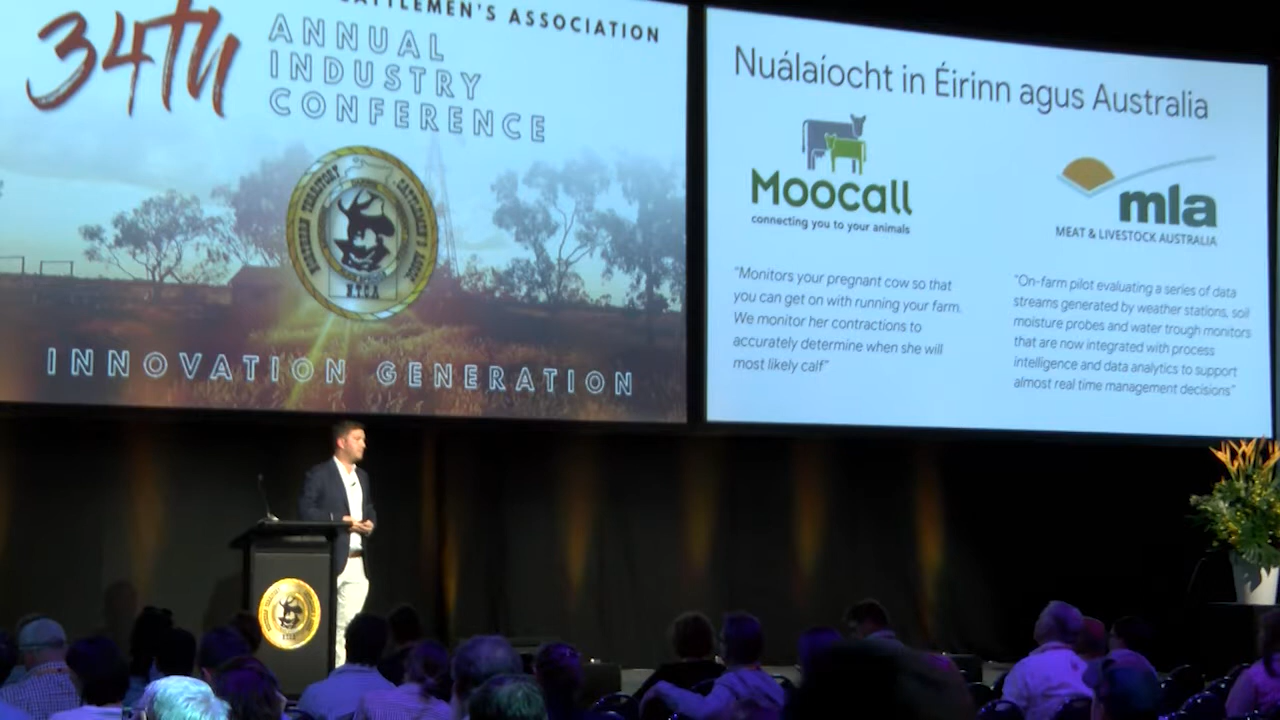 CATTLEMEN'S ASSOCIATION
34TH
ANNUAL
INDUSTRY
CONFERENCE
NORTHERN TERRITORY CATTLEMEN'S ASSOC
N.T.C.A
INNOVATION GENERATION
Nuálaíocht in Éirinn agus Australia
Moocall
connecting you to your animals
"Monitors your pregnant cow so that
you can get on with running your farm.
We monitor her contractions to
accurately determine when she will
most likely calf"
mla
MEAT & LIVESTOCK AUSTRALIA
"On-farm pilot evaluating a series of data
streams generated by weather stations, soil
moisture probes and water trough monitors
that are now integrated with process
intelligence and data analytics to support
almost real time management decisions"